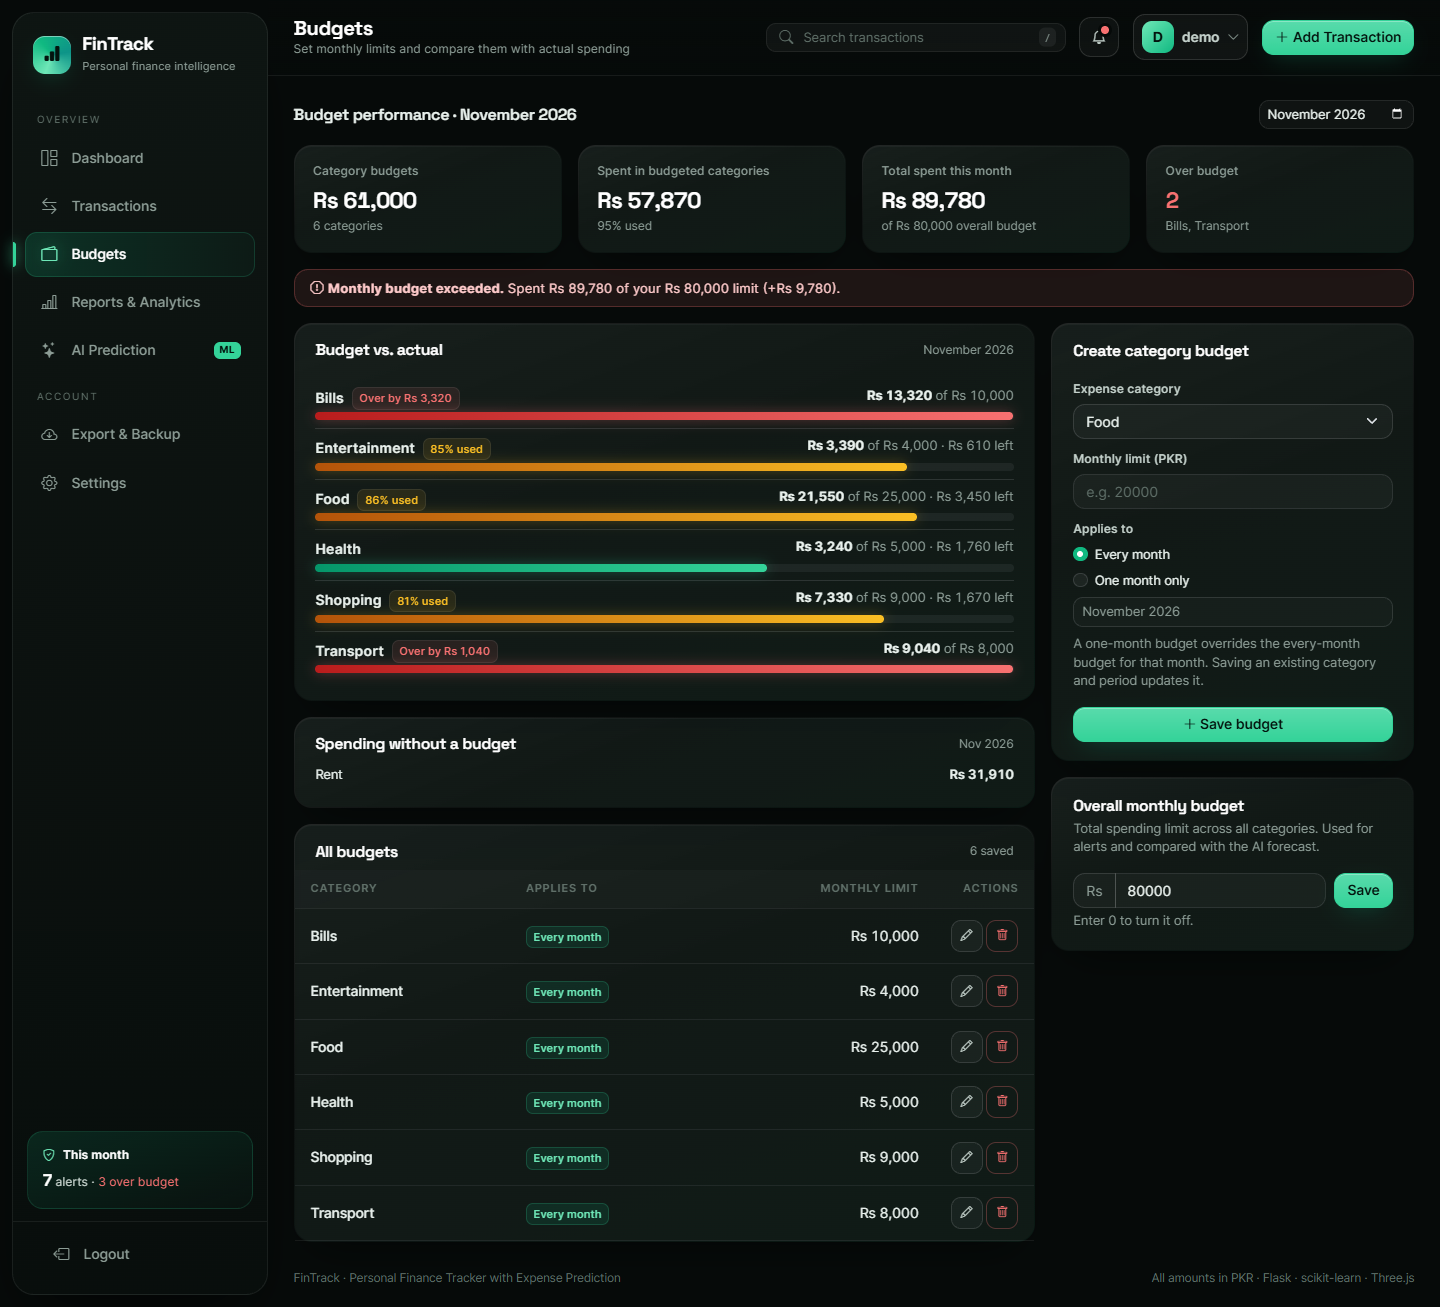 FinTrack
Personal finance intelligence
OVERVIEW
Dashboard
Transactions
Budgets
Reports & Analytics
AI Prediction ML
ACCOUNT
Export & Backup
Settings
This month
7 alerts · 3 over budget
Logout
Budgets
Set monthly limits and compare them with actual spending
Search transactions /
D demo
+ Add Transaction
Budget performance · November 2026
November 2026
Category budgets
Rs 61,000
6 categories
Spent in budgeted categories
Rs 57,870
95% used
Total spent this month
Rs 89,780
of Rs 80,000 overall budget
Over budget
2
Bills, Transport
Monthly budget exceeded. Spent Rs 89,780 of your Rs 80,000 limit (+Rs 9,780).
Budget vs. actual November 2026
Bills Over by Rs 3,320 Rs 13,320 of Rs 10,000
Entertainment 85% used Rs 3,390 of Rs 4,000 · Rs 610 left
Food 86% used Rs 21,550 of Rs 25,000 · Rs 3,450 left
Health Rs 3,240 of Rs 5,000 · Rs 1,760 left
Shopping 81% used Rs 7,330 of Rs 9,000 · Rs 1,670 left
Transport Over by Rs 1,040 Rs 9,040 of Rs 8,000
Spending without a budget Nov 2026
Rent Rs 31,910
All budgets 6 saved
CATEGORY APPLIES TO MONTHLY LIMIT ACTIONS
Bills Every month Rs 10,000
Entertainment Every month Rs 4,000
Food Every month Rs 25,000
Health Every month Rs 5,000
Shopping Every month Rs 9,000
Transport Every month Rs 8,000
Create category budget
Expense category
Food
Monthly limit (PKR)
e.g. 20000
Applies to
Every month
One month only
November 2026
A one-month budget overrides the every-month
budget for that month. Saving an existing category
and period updates it.
+ Save budget
Overall monthly budget
Total spending limit across all categories. Used for
alerts and compared with the AI forecast.
Rs 80000 Save
Enter 0 to turn it off.
FinTrack · Personal Finance Tracker with Expense Prediction
All amounts in PKR · Flask · scikit-learn · Three.js